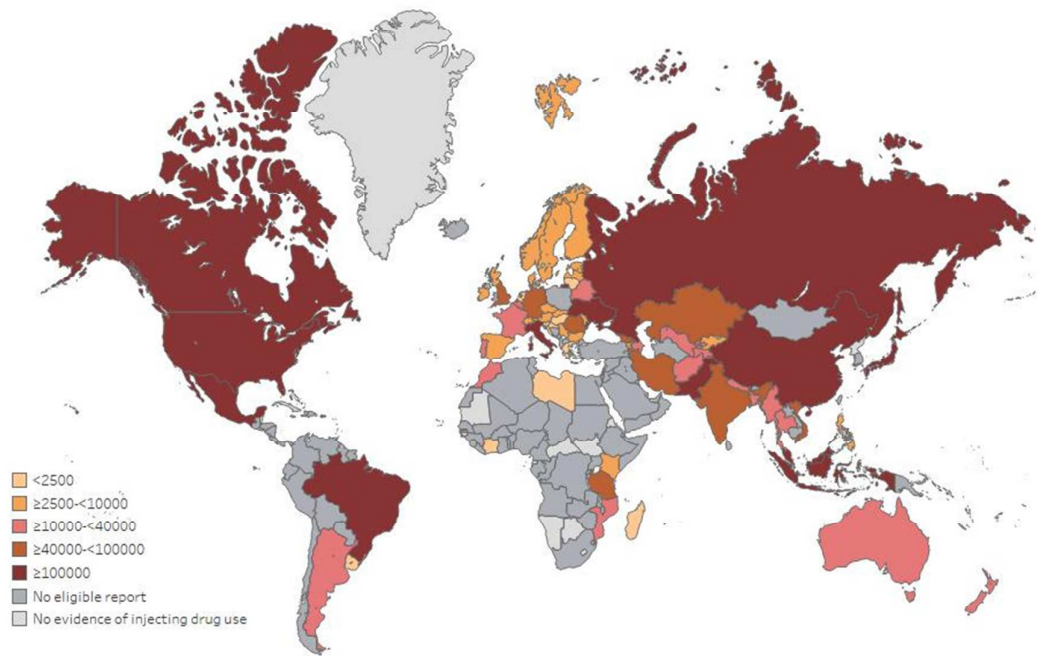 <2500
≥2500-<10000
≥10000-<40000
≥40000-<100000
≥100000
No eligible report
No evidence of injecting drug use